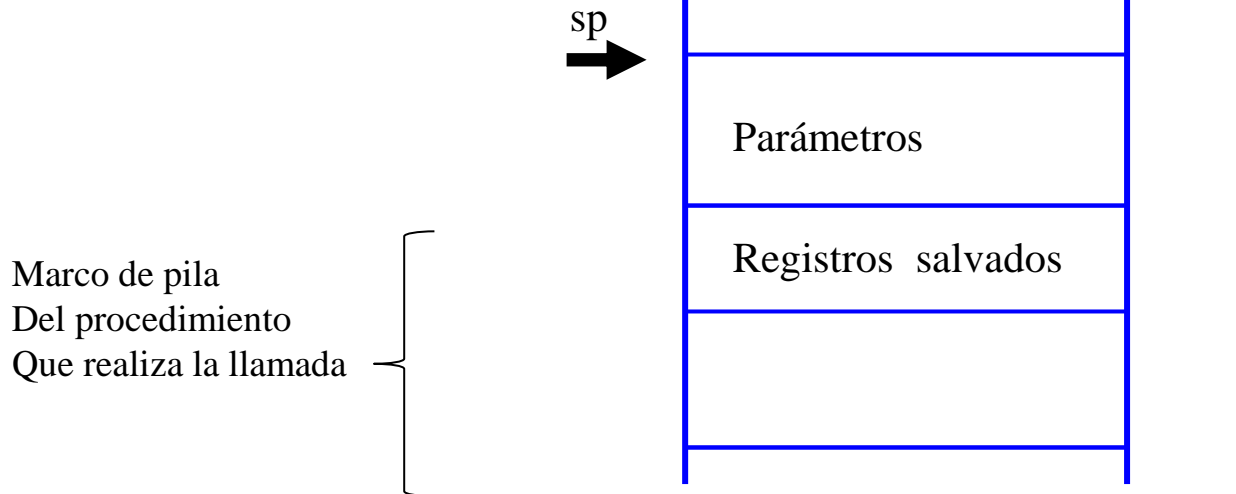 sp
Parámetros
Registros salvados
Marco de pila
Del procedimiento
Que realiza la llamada